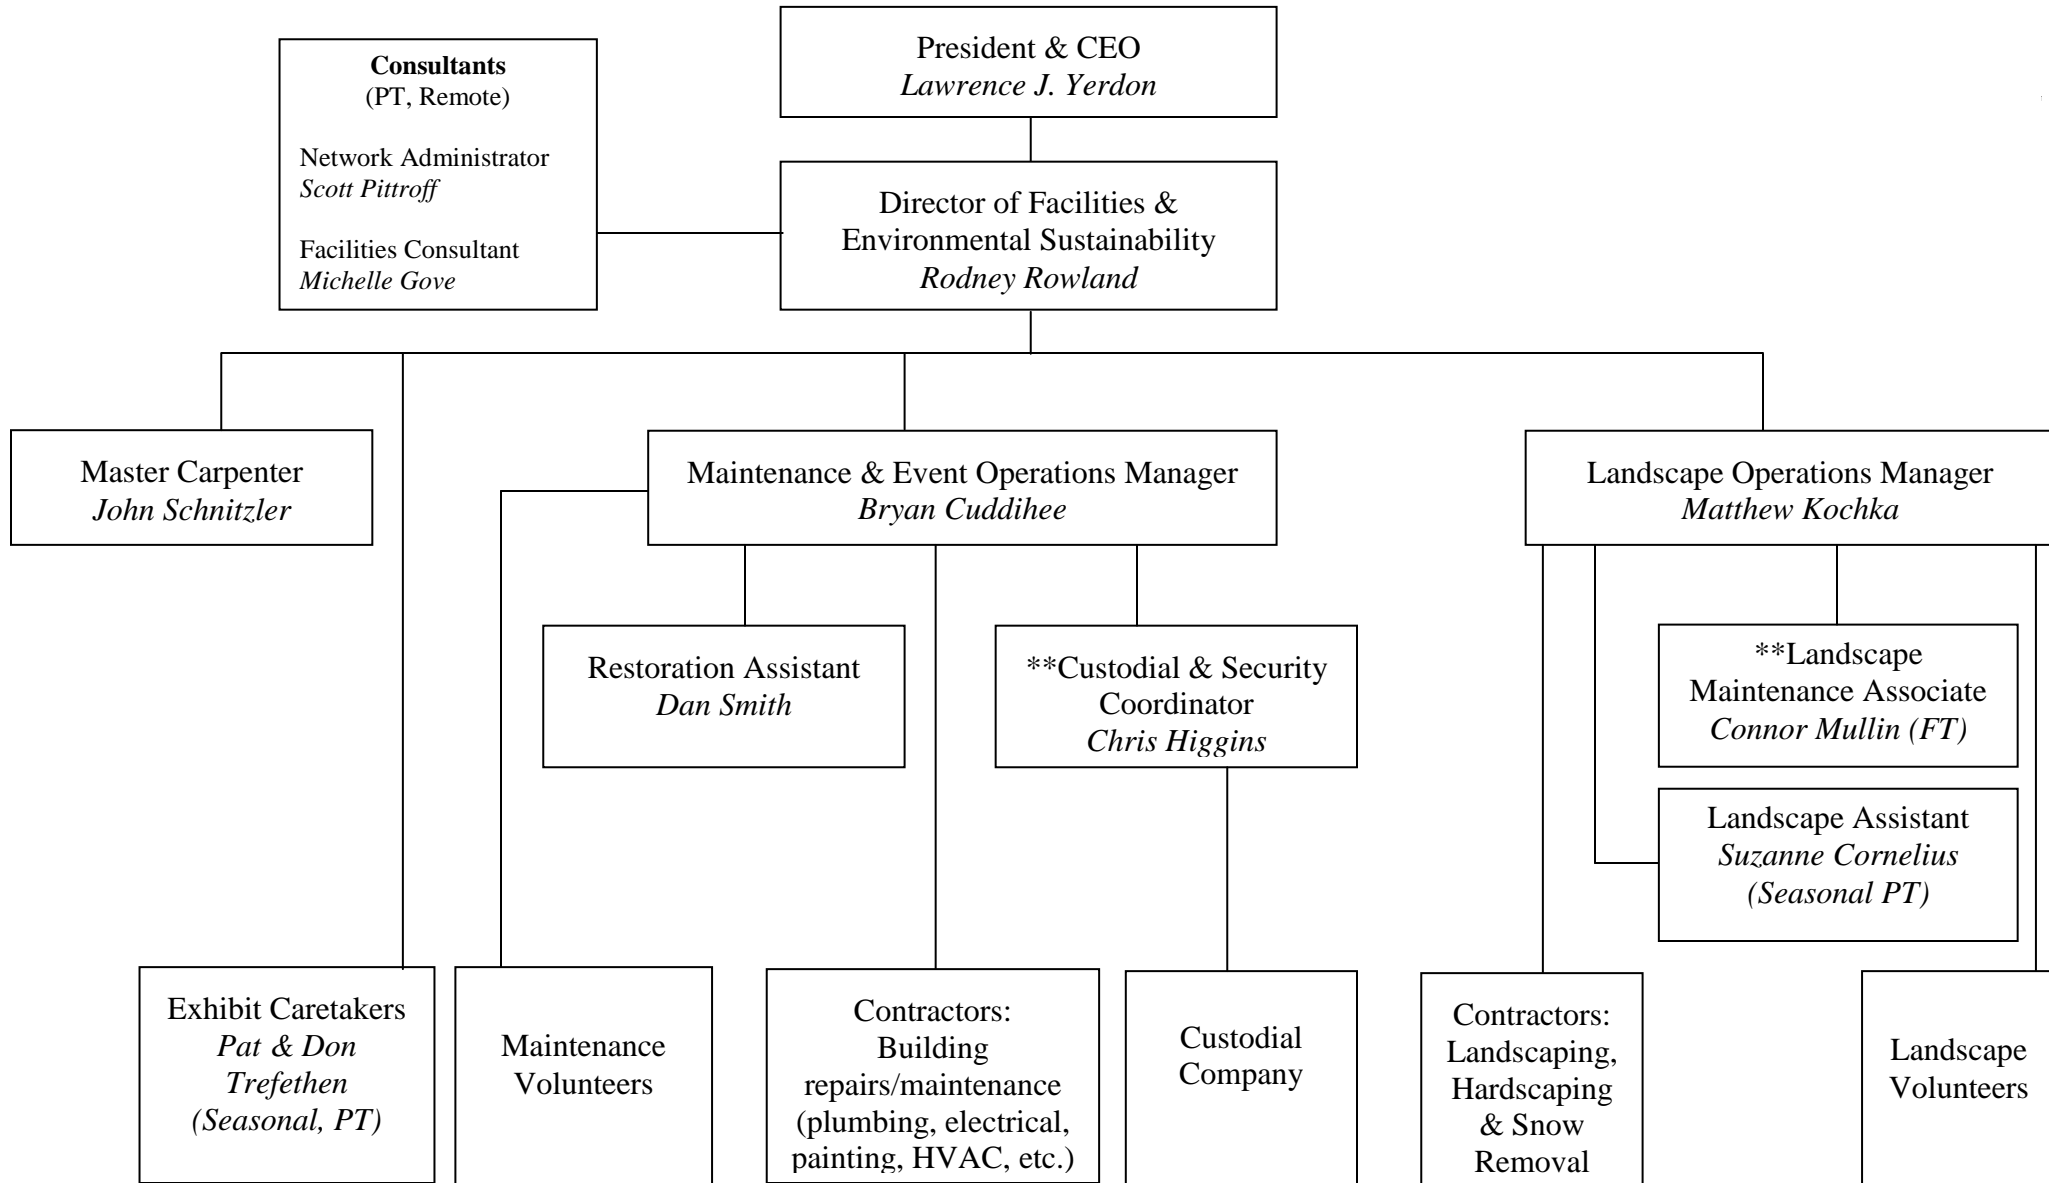 President & CEO
Lawrence J. Yerdon
Consultants
(PT, Remote)
Network Administrator
Scott Pittroff
Facilities Consultant
Michelle Gove
Director of Facilities &
Environmental Sustainability
Rodney Rowland
Master Carpenter
John Schnitzler
Maintenance & Event Operations Manager
Bryan Cuddihee
Landscape Operations Manager
Matthew Kochka
Restoration Assistant
Dan Smith
**Custodial & Security
Coordinator
Chris Higgins
**Landscape
Maintenance Associate
Connor Mullin (FT)
Landscape Assistant
Suzanne Cornelius
(Seasonal PT)
Exhibit Caretakers
Pat & Don
Trefethen
(Seasonal, PT)
Maintenance
Volunteers
Contractors:
Building
repairs/maintenance
(plumbing, electrical,
painting, HVAC, etc.)
Custodial
Company
Contractors:
Landscaping,
Hardscaping
& Snow
Removal
Landscape
Volunteers